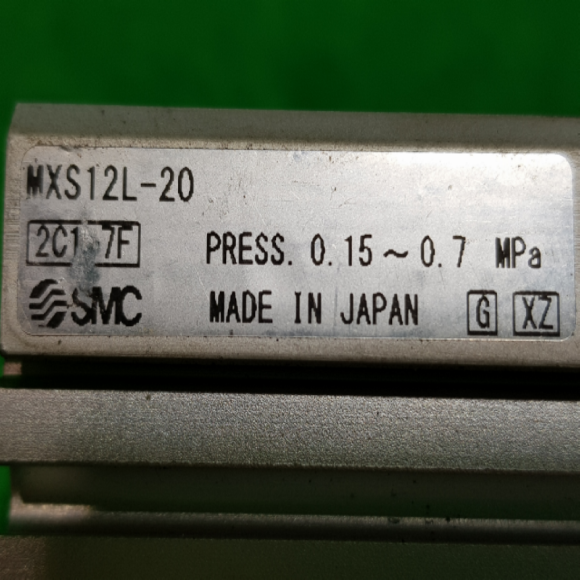 MXS12L-20
PRESS. 0.15~0.7 MPa
SMC MADE IN JAPAN G XZ